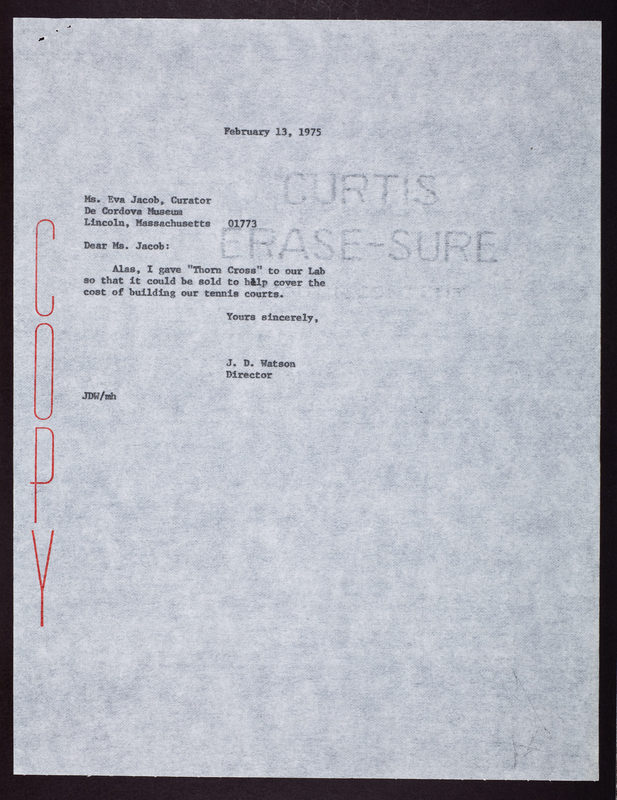 February 13, 1975
CURTIS
ERASE-SURE
Ms. Eva Jacob, Curator
De Cordova Museum
Lincoln, Massachusetts 01773
Dear Ms. Jacob:
Alas, I gave "Thorn Cross" to our Lab
so that it could be sold to help cover the
cost of building our tennis courts.
Yours sincerely,
J. D. Watson
Director
JDW/mh
COPY